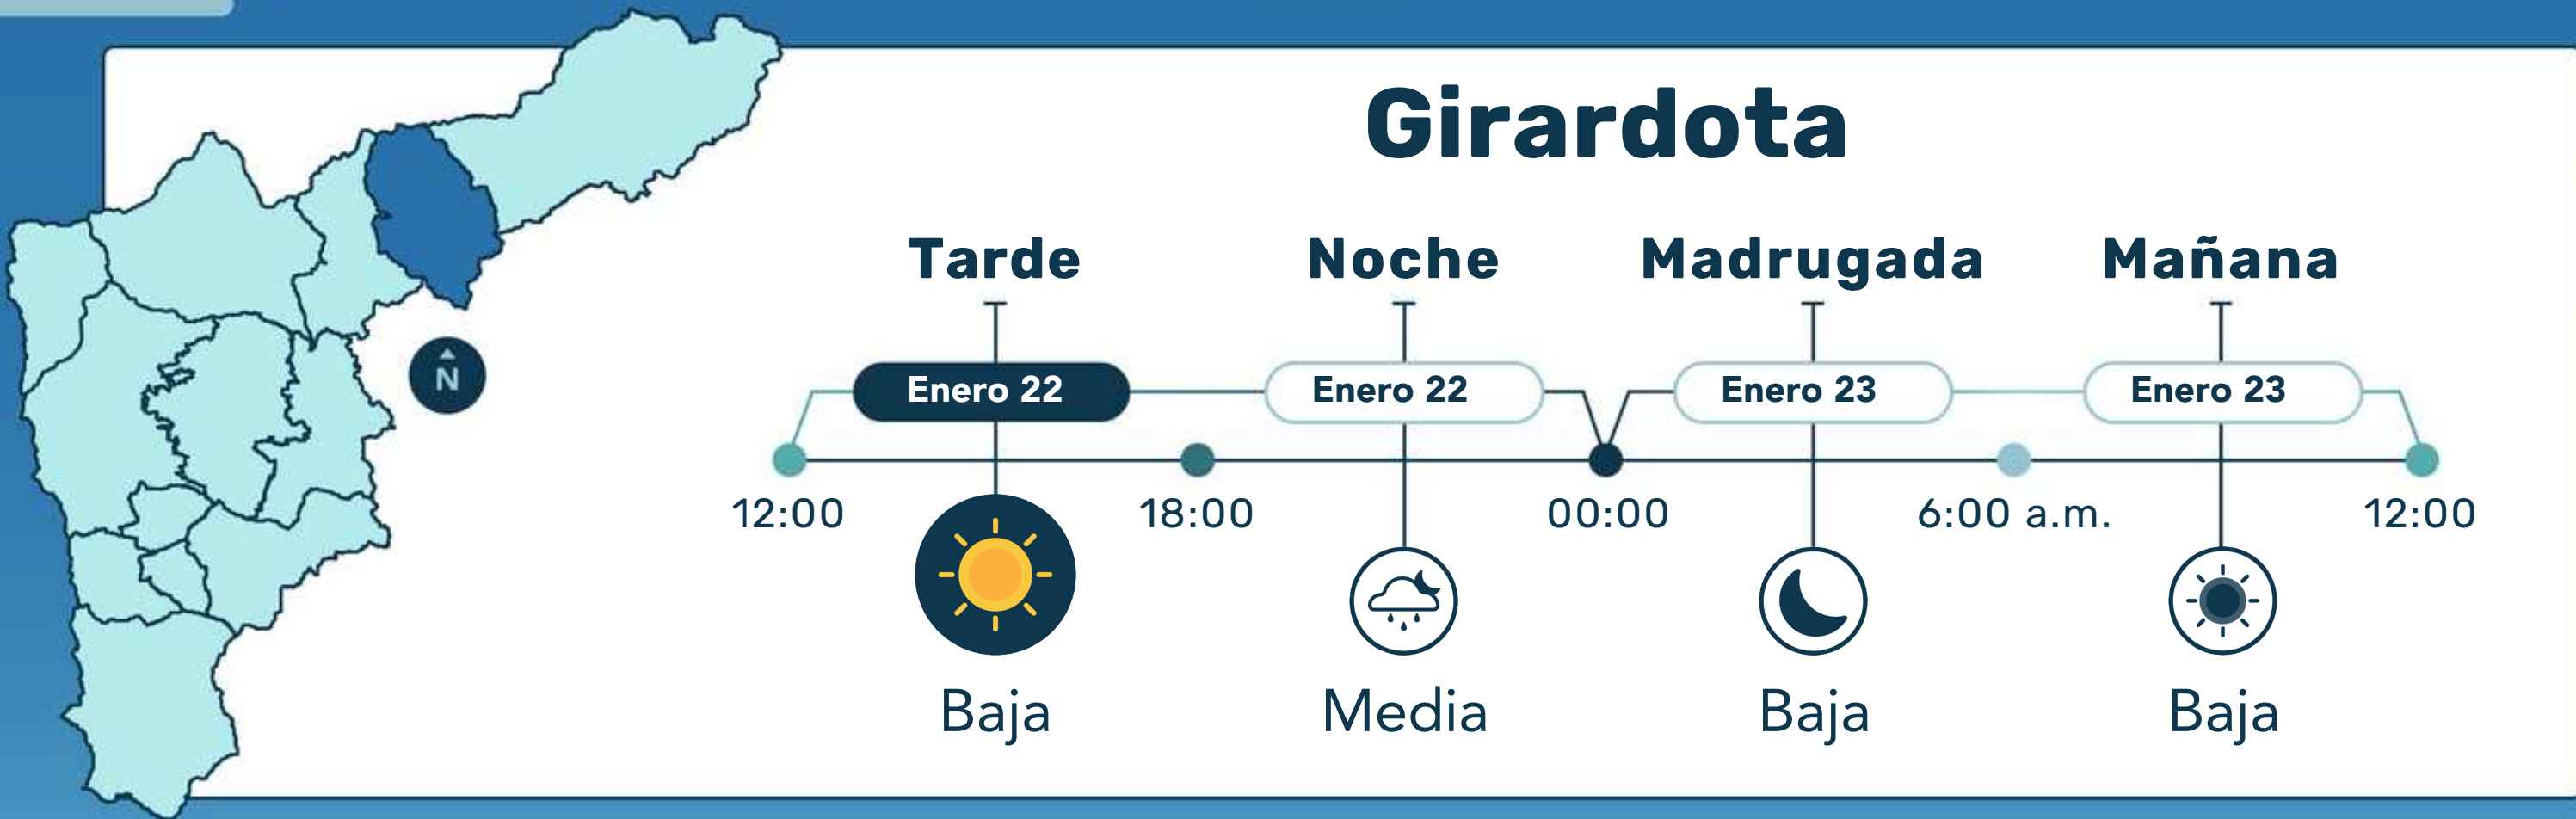 Girardota
Tarde Noche Madrugada Mañana
Enero 22 Enero 22 Enero 23 Enero 23
N
12:00 18:00 00:00 6:00 a.m. 12:00
Baja Media Baja Baja